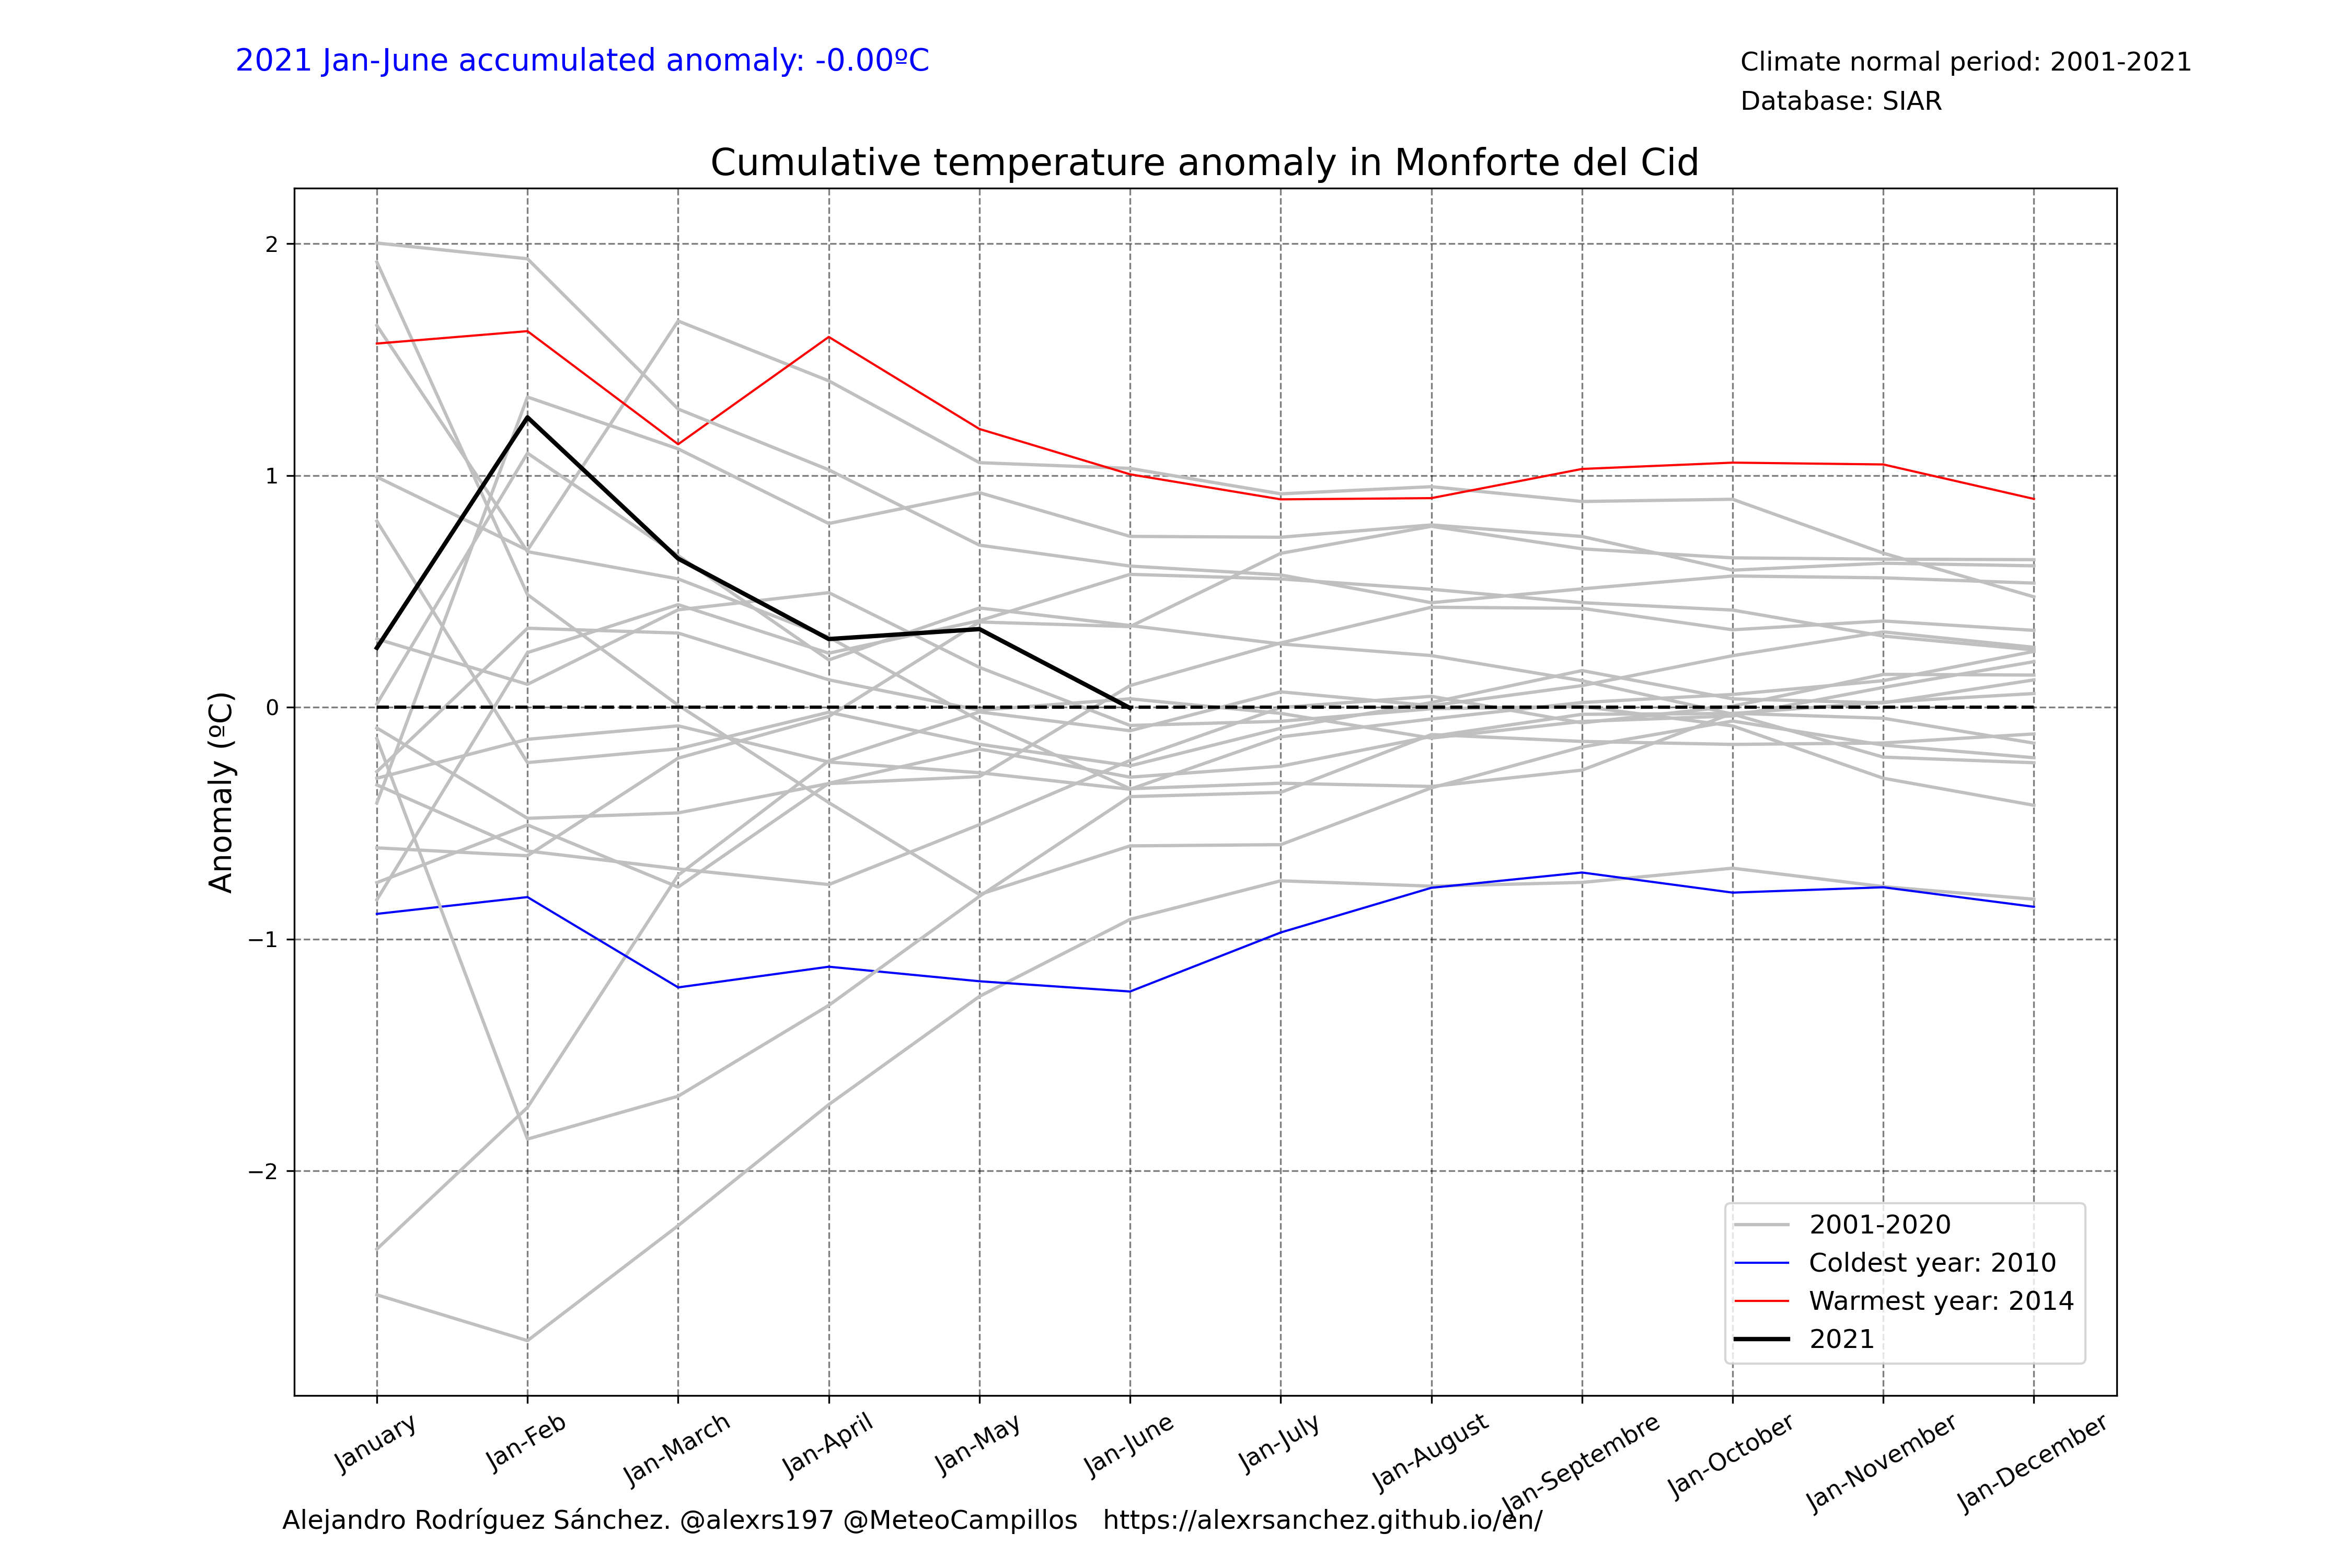 2021 Jan-June accumulated anomaly: -0.00ºC
Climate normal period: 2001-2021
Database: SIAR
Cumulative temperature anomaly in Monforte del Cid
Anomaly (ºC)
2
1
0
−1
−2
2001-2020
Coldest year: 2010
Warmest year: 2014
2021
January
Jan-Feb
Jan-March
Jan-April
Jan-May
Jan-June
Jan-July
Jan-August
Jan-Septembre
Jan-October
Jan-November
Jan-December
Alejandro Rodríguez Sánchez. @alexrs197 @MeteoCampillos   https://alexrsanchez.github.io/en/